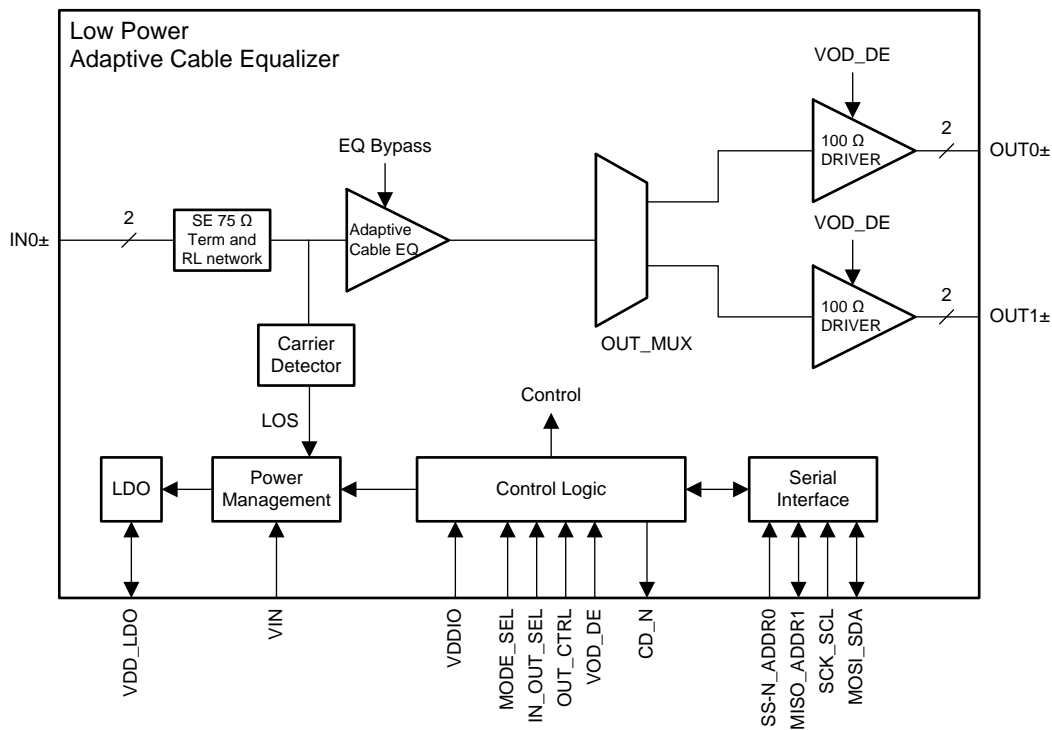 Low Power
Adaptive Cable Equalizer
VOD_DE
100 Ω
DRIVER
2
OUT0±
EQ Bypass
IN0±
2
SE 75 Ω
Term and
RL network
Adaptive
Cable EQ
OUT_MUX
VOD_DE
100 Ω
DRIVER
2
OUT1±
Carrier
Detector
LOS
Control
LDO
Power
Management
Control Logic
Serial
Interface
VDD_LDO
VIN
VDDIO
MODE_SEL
IN_OUT_SEL
OUT_CTRL
VOD_DE
CD_N
SS-N_ADDR0
MISO_ADDR1
SCK_SCL
MOSI_SDA